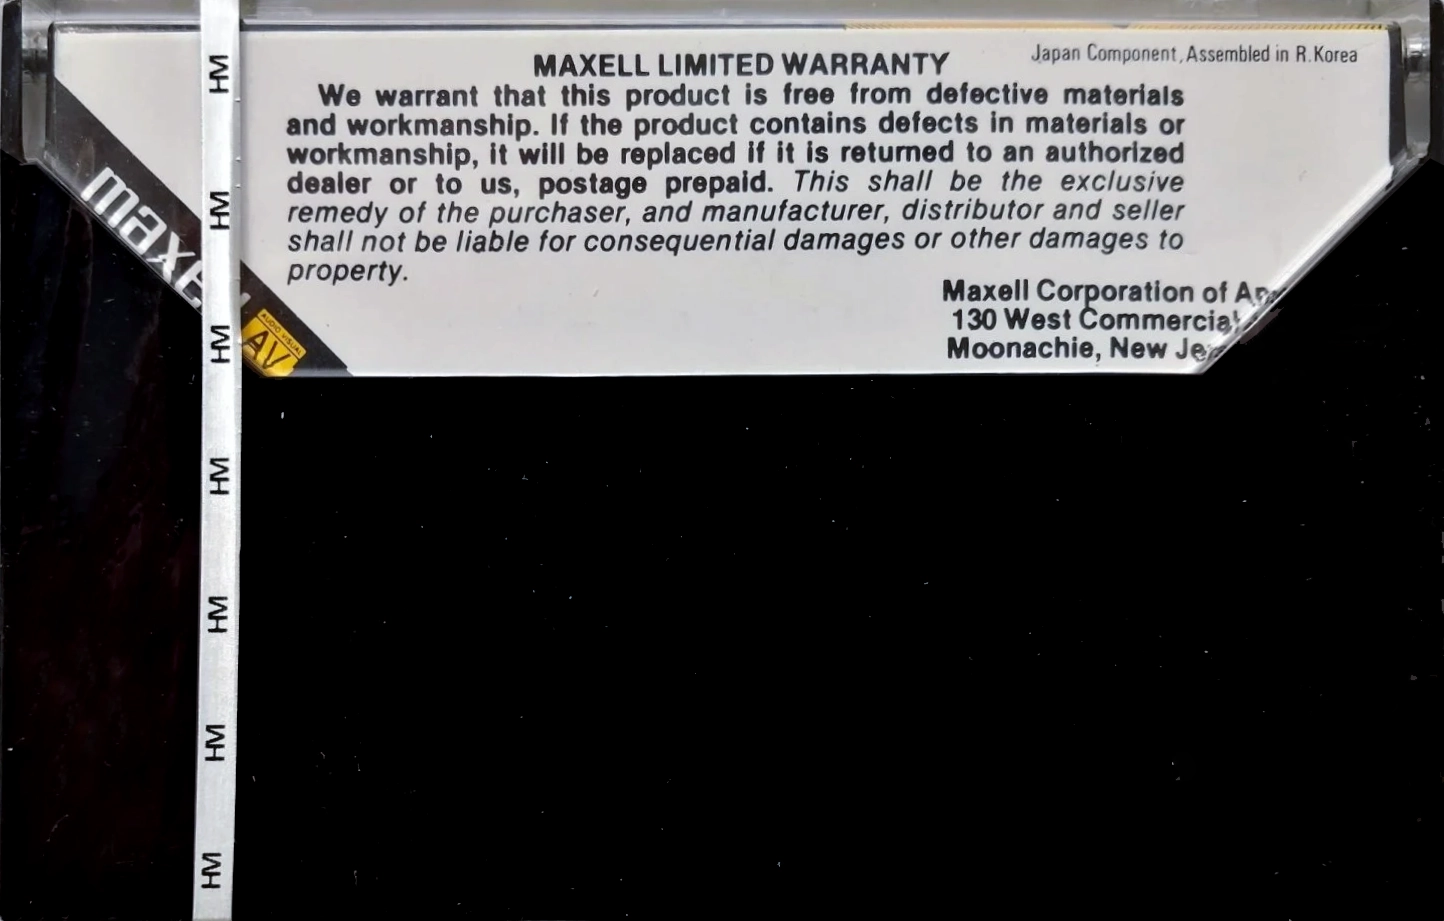 Japan Component, Assembled in R. Korea
MAXELL LIMITED WARRANTY
We warrant that this product is free from defective materials
and workmanship. If the product contains defects in materials or
workmanship, it will be replaced if it is returned to an authorized
dealer or to us, postage prepaid. This shall be the exclusive
remedy of the purchaser, and manufacturer, distributor and seller
shall not be liable for consequential damages or other damages to
property.
Maxell Corporation of
130 West Commercial
Moonachie, New
maxell
AUDIO VISUAL
AV
HM
HM
HM
HM
HM
HM
HM